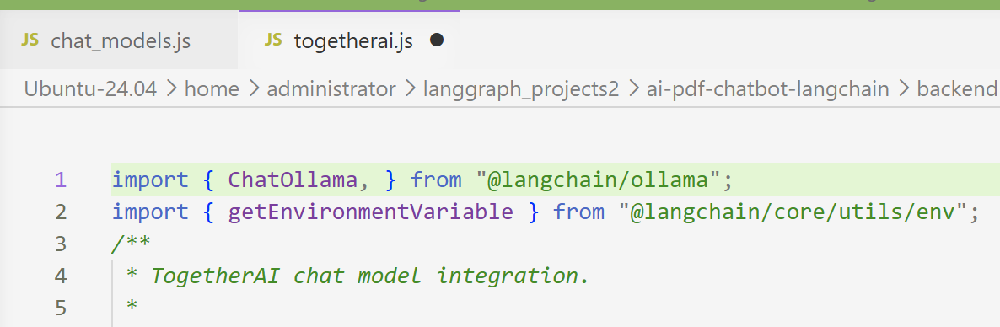 JS chat_models.js JS togetherai.js
Ubuntu-24.04 > home > administrator > langgraph_projects2 > ai-pdf-chatbot-langchain > backend
1 import { ChatOllama, } from "@langchain/ollama";
2 import { getEnvironmentVariable } from "@langchain/core/utils/env";
3 /**
4 * TogetherAI chat model integration.
5 *